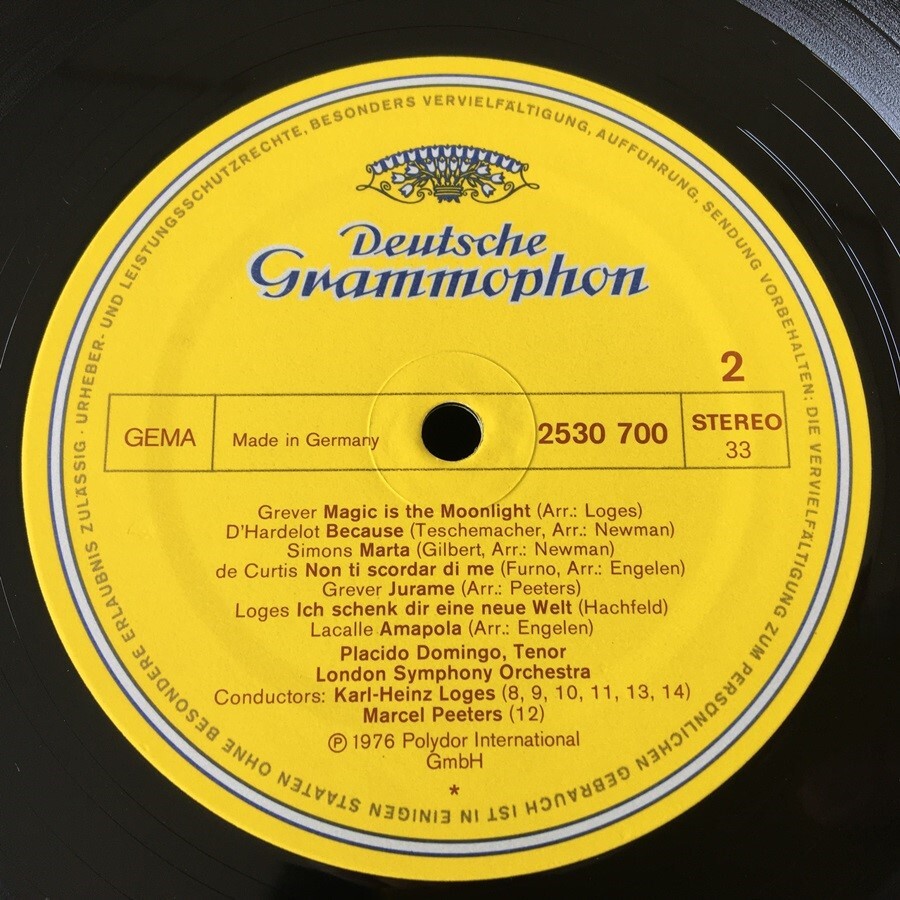 URHEBER- UND LEISTUNGSSCHUTZRECHTE, BESONDERS VERVIELFÄLTIGUNG, AUFFÜHRUNG, SENDUNG VORBEHALTEN; DIE VERVIELFÄLTIGUNG ZUM PERSÖNLICHEN GEBRAUCH IST IN EINIGEN STAATEN OHNE BESONDERE ERLAUBNIS ZULÄSSIG ·
Deutsche
Grammophon
2
GEMA Made in Germany 2530 700 STEREO
33
Grever Magic is the Moonlight (Arr.: Loges)
D'Hardelot Because (Teschemacher, Arr.: Newman)
Simons Marta (Gilbert, Arr.: Newman)
de Curtis Non ti scordar di me (Furno, Arr.: Engelen)
Grever Jurame (Arr.: Peeters)
Loges Ich schenk dir eine neue Welt (Hachfeld)
Lacalle Amapola (Arr.: Engelen)
Placido Domingo, Tenor
London Symphony Orchestra
Conductors: Karl-Heinz Loges (8, 9, 10, 11, 13, 14)
Marcel Peeters (12)
℗ 1976 Polydor International
GmbH
*